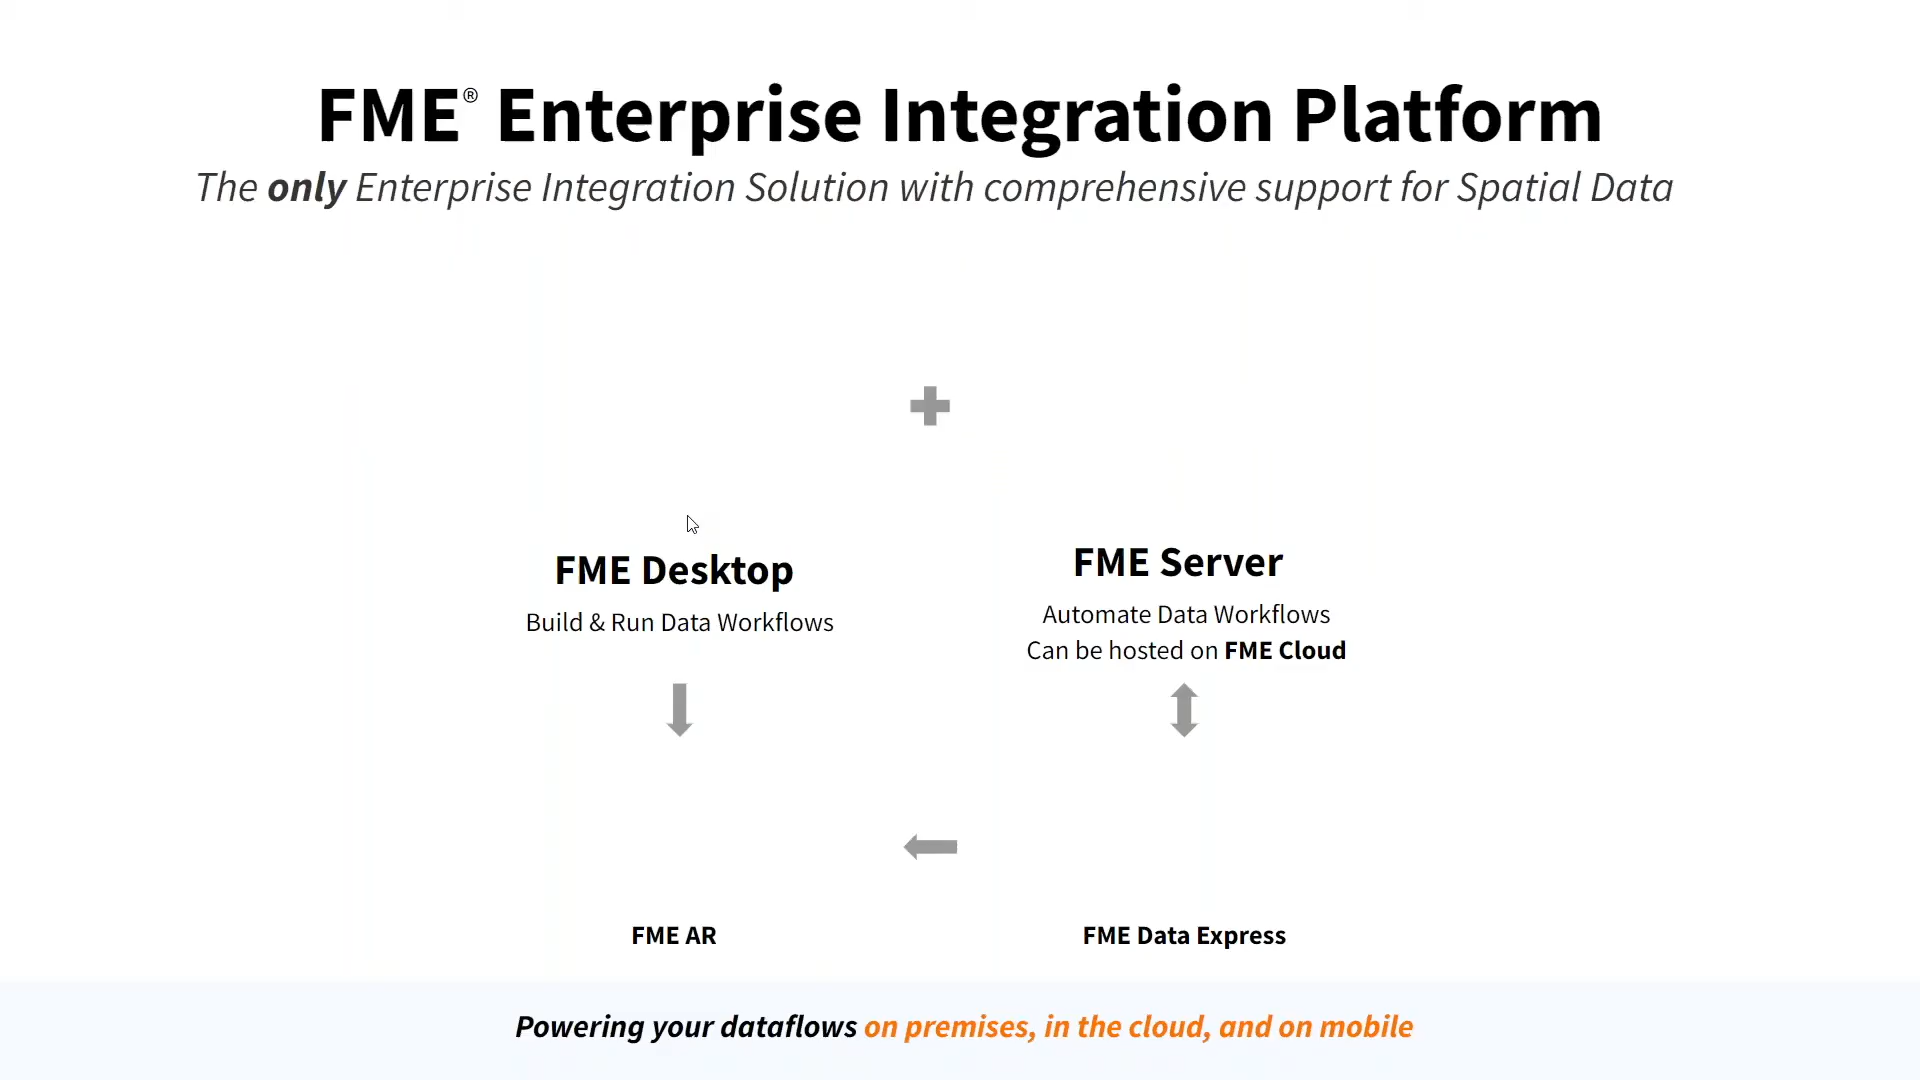 FME® Enterprise Integration Platform
The only Enterprise Integration Solution with comprehensive support for Spatial Data
FME Desktop
Build & Run Data Workflows
FME Server
Automate Data Workflows
Can be hosted on FME Cloud
FME AR
FME Data Express
Powering your dataflows on premises, in the cloud, and on mobile